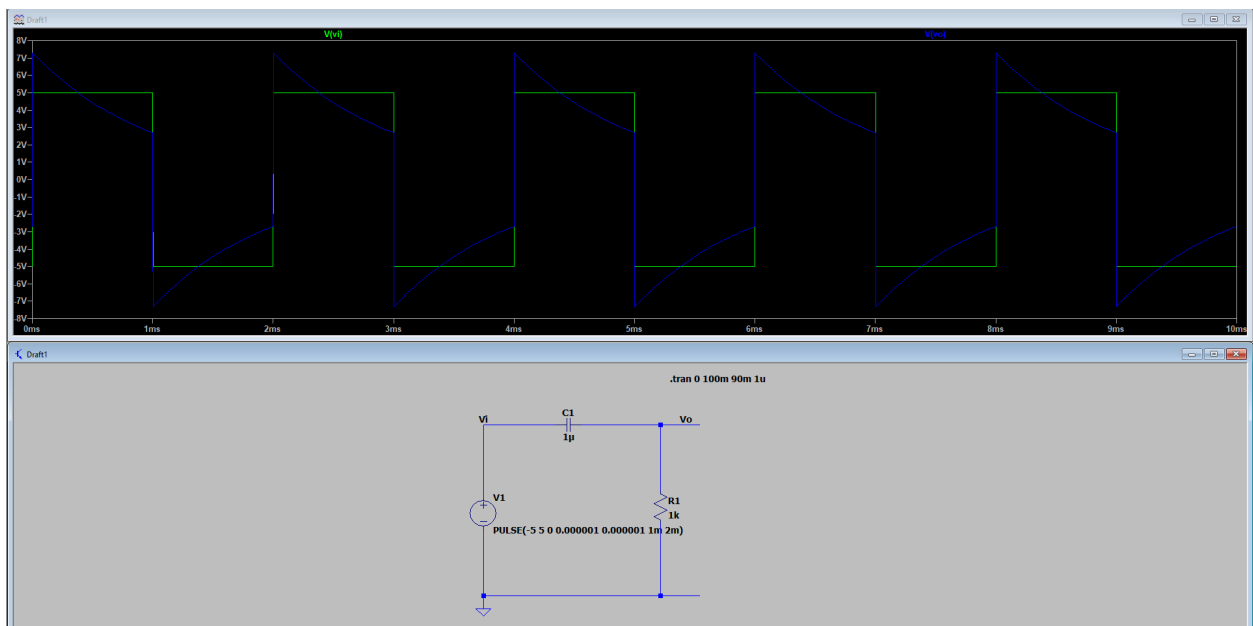 Draft1
V(vi) V(vo)
8V
7V
6V
5V
4V
3V
2V
1V
0V
-1V
-2V
-3V
-4V
-5V
-6V
-7V
-8V
0ms 1ms 2ms 3ms 4ms 5ms 6ms 7ms 8ms 9ms 10ms
Draft1
.tran 0 100m 90m 1u
Vi C1 Vo
1µ
V1 R1
1k
PULSE(-5 5 0 0.000001 0.000001 1m 2m)